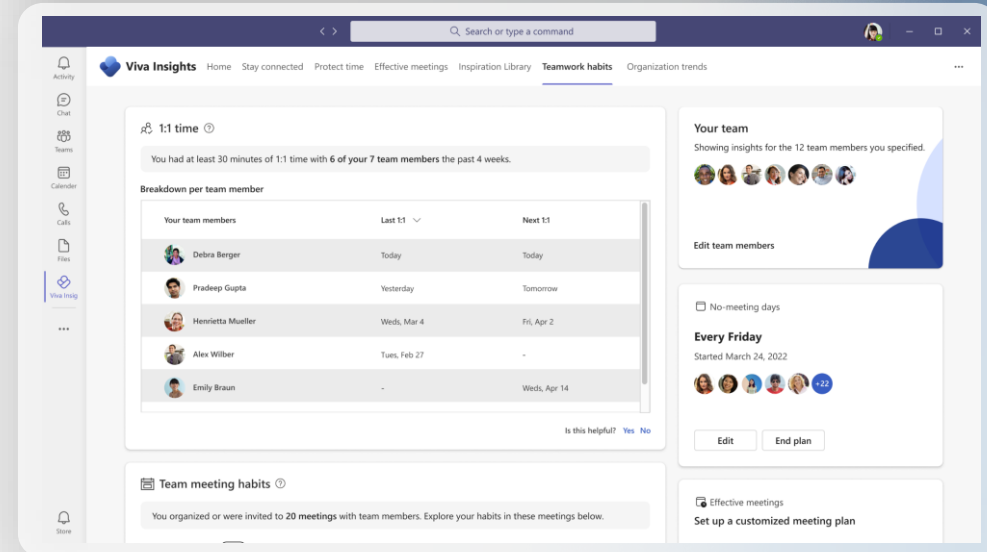 Search or type a command
Activity
Chat
Teams
Calender
Calls
Files
Viva Insig
Store
Viva Insights Home Stay connected Protect time Effective meetings Inspiration Library Teamwork habits Organization trends
1:1 time
You had at least 30 minutes of 1:1 time with 6 of your 7 team members the past 4 weeks.
Breakdown per team member
Your team members Last 1:1 Next 1:1
Debra Berger Today Today
Pradeep Gupta Yesterday Tomorrow
Henrietta Mueller Weds, Mar 4 Fri, Apr 2
Alex Wilber Tues, Feb 27 -
Emily Braun - Weds, Apr 14
Is this helpful? Yes No
Team meeting habits
You organized or were invited to 20 meetings with team members. Explore your habits in these meetings below.
Your team
Showing insights for the 12 team members you specified.
Edit team members
No-meeting days
Every Friday
Started March 24, 2022
+22
Edit End plan
Effective meetings
Set up a customized meeting plan